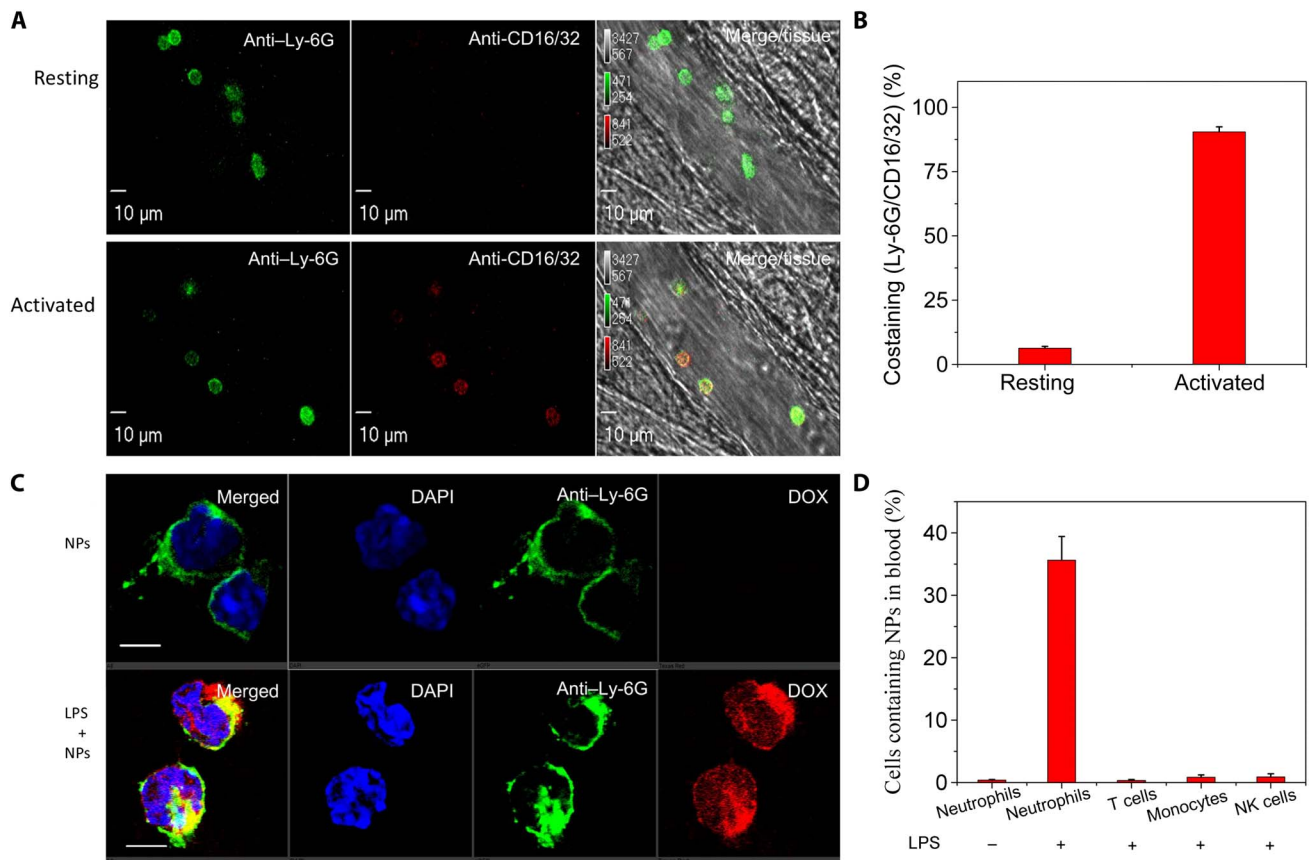 A
Resting
Anti–Ly-6G
10 µm
Anti-CD16/32
10 µm
Merge/tissue
3427
567
471
254
841
522
10 µm
Activated
Anti–Ly-6G
10 µm
Anti-CD16/32
10 µm
Merge/tissue
3427
567
471
254
841
522
10 µm
B
Costaining (Ly-6G/CD16/32) (%)
100
75
50
25
0
Resting
Activated
C
NPs
Merged
DAPI
Anti–Ly-6G
DOX
LPS
+
NPs
Merged
DAPI
Anti–Ly-6G
DOX
D
Cells containing NPs in blood (%)
40
30
20
10
0
Neutrophils
Neutrophils
T cells
Monocytes
NK cells
LPS – + + + +